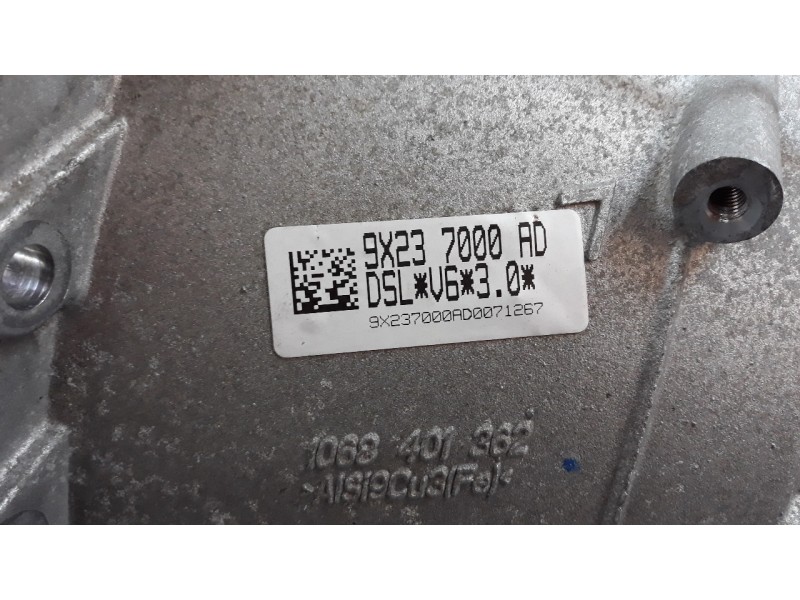 9X23 7000 AD
DSL*V6*3.0*
9X237000AD0071267
1068 401 362
>AlSi9Cu3(Fe)<